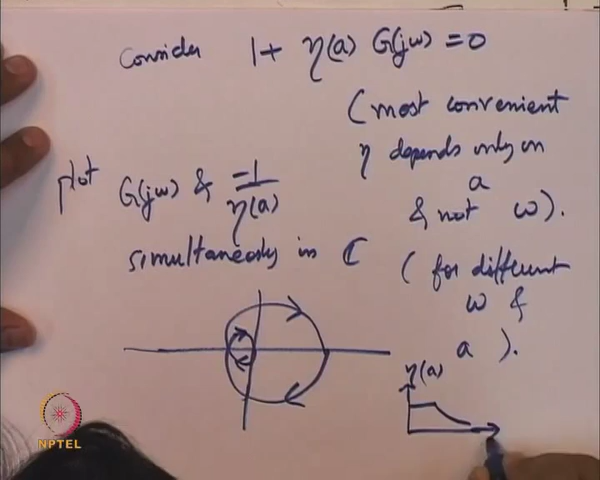 Consider 1 + η(a) G(jω) = 0
(most convenient
η depends only on
a
& not ω).
plot G(jω) & -1/η(a)
simultaneously in ℂ
(for different
ω &
a).
η(a)
NPTEL